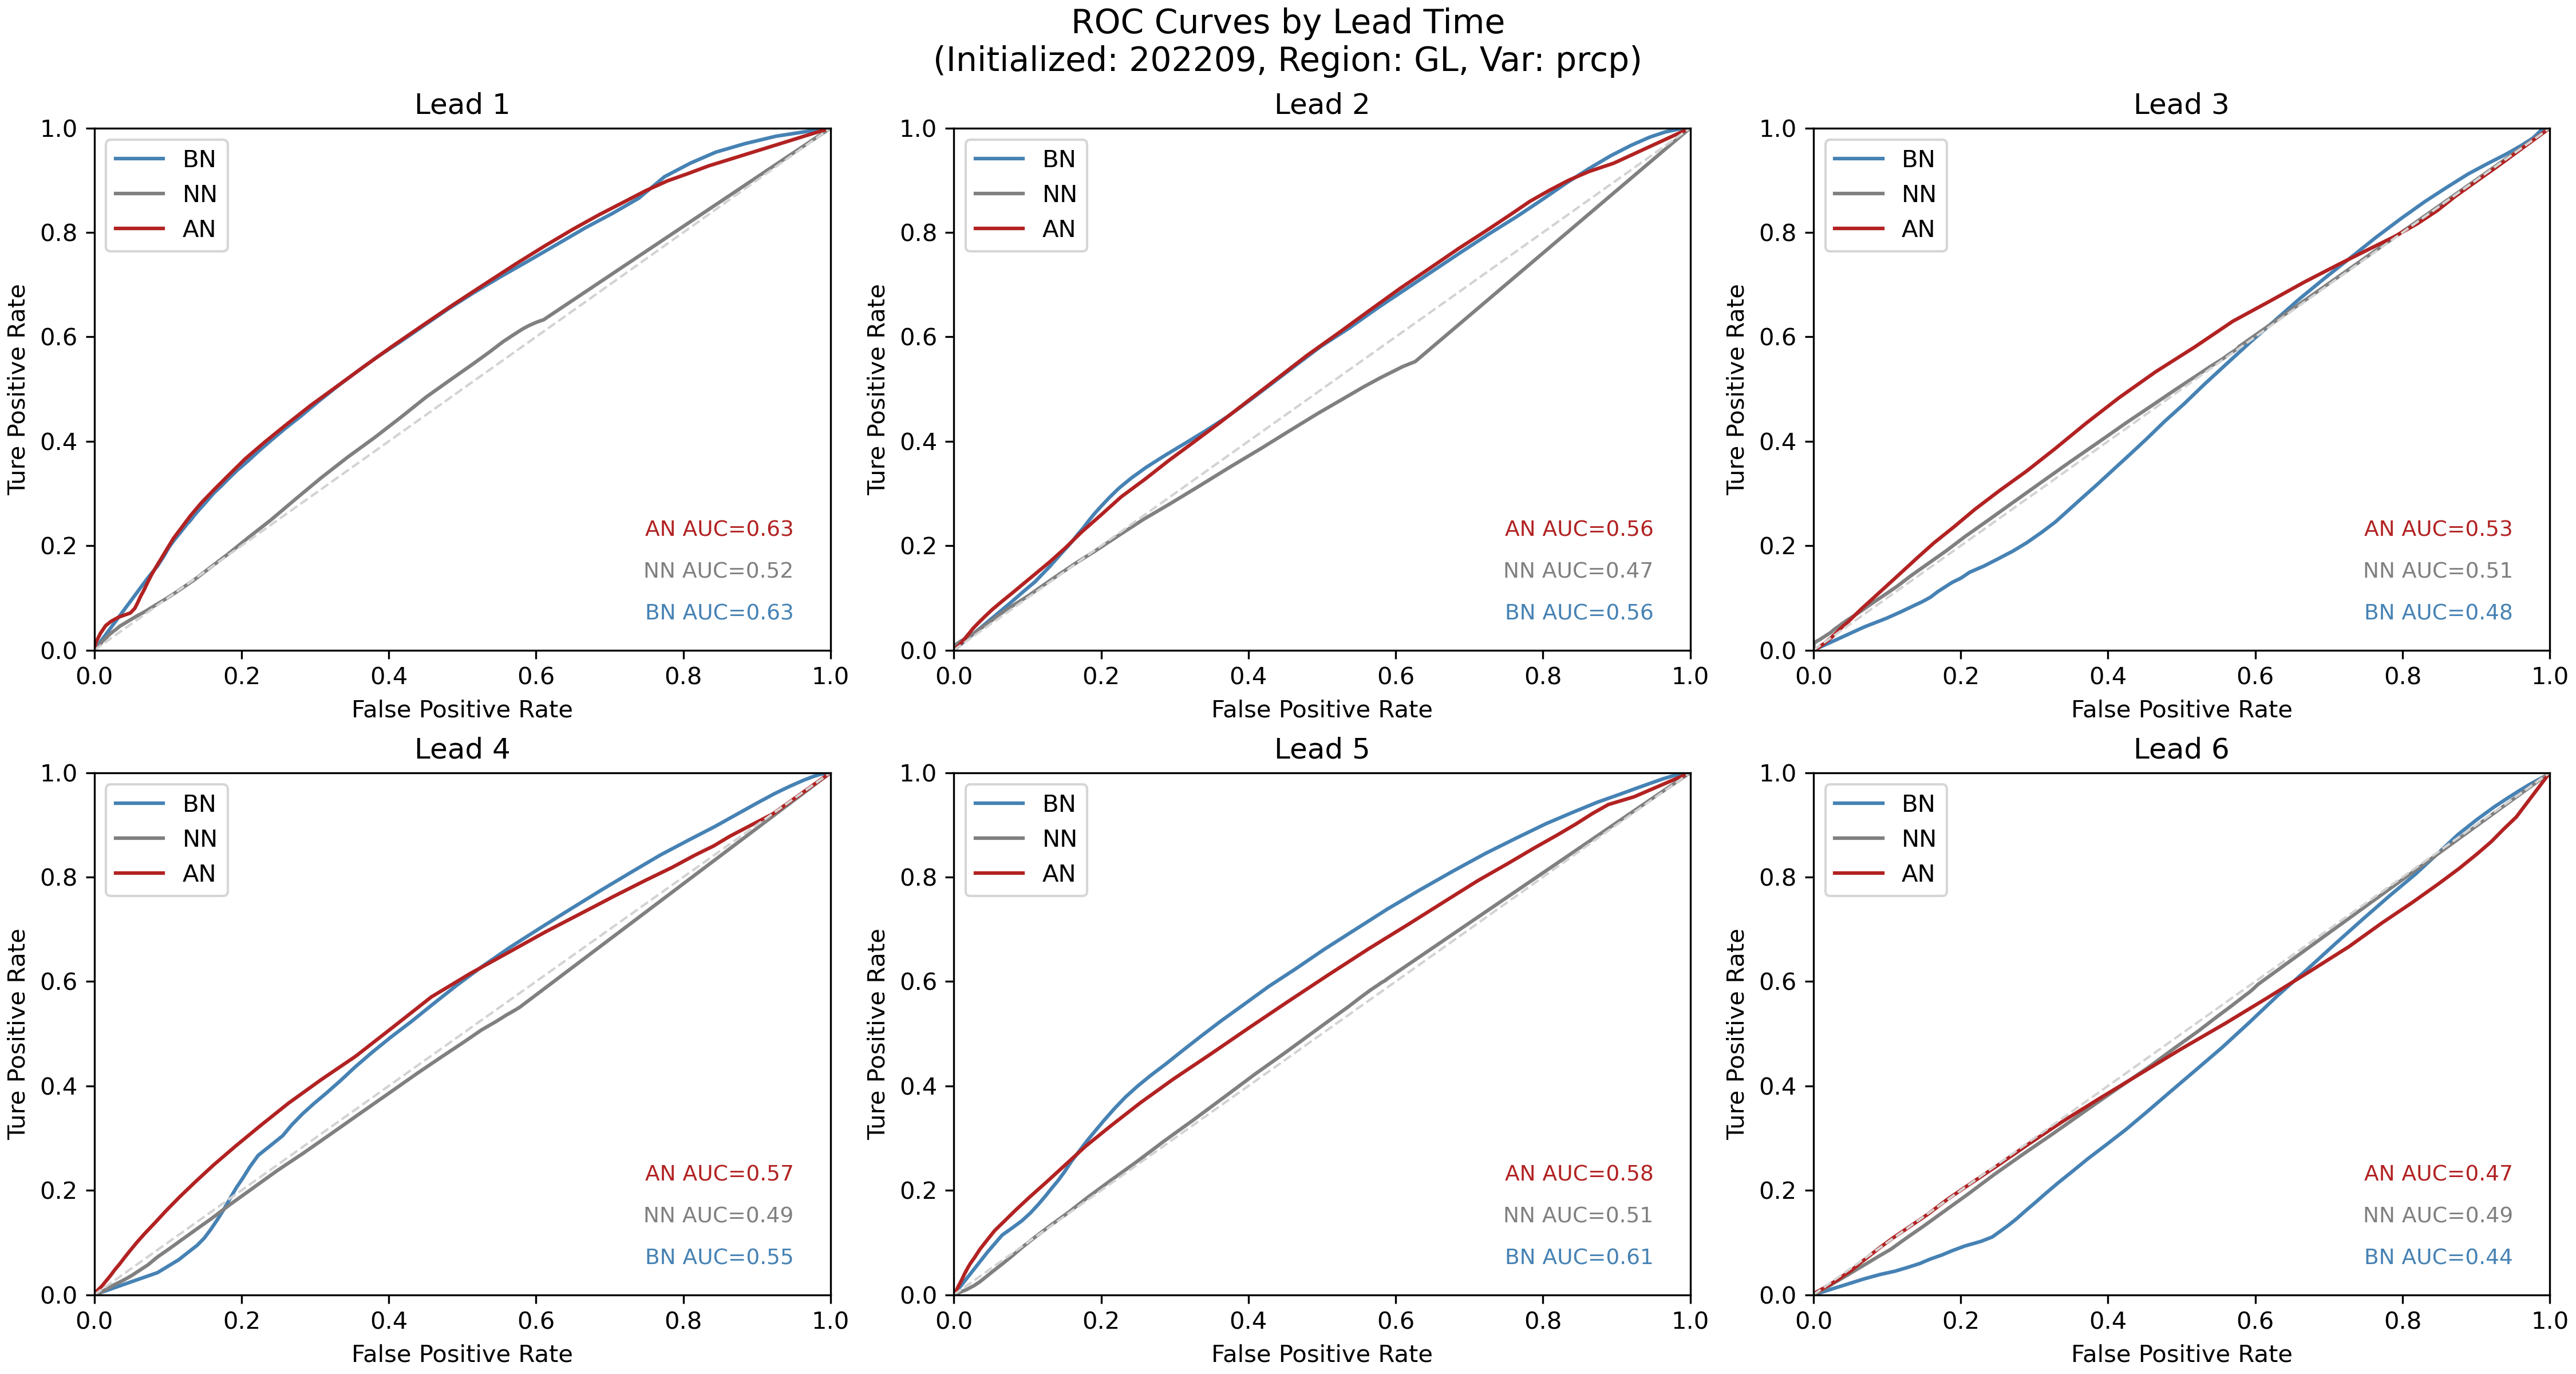 ROC Curves by Lead Time
(Initialized: 202209, Region: GL, Var: prcp)
Lead 1
1.0
0.8
0.6
0.4
0.2
0.0
Ture Positive Rate
BN
NN
AN
AN AUC=0.63
NN AUC=0.52
BN AUC=0.63
0.0 0.2 0.4 0.6 0.8 1.0
False Positive Rate
Lead 2
1.0
0.8
0.6
0.4
0.2
0.0
Ture Positive Rate
BN
NN
AN
AN AUC=0.56
NN AUC=0.47
BN AUC=0.56
0.0 0.2 0.4 0.6 0.8 1.0
False Positive Rate
Lead 3
1.0
0.8
0.6
0.4
0.2
0.0
Ture Positive Rate
BN
NN
AN
AN AUC=0.53
NN AUC=0.51
BN AUC=0.48
0.0 0.2 0.4 0.6 0.8 1.0
False Positive Rate
Lead 4
1.0
0.8
0.6
0.4
0.2
0.0
Ture Positive Rate
BN
NN
AN
AN AUC=0.57
NN AUC=0.49
BN AUC=0.55
0.0 0.2 0.4 0.6 0.8 1.0
False Positive Rate
Lead 5
1.0
0.8
0.6
0.4
0.2
0.0
Ture Positive Rate
BN
NN
AN
AN AUC=0.58
NN AUC=0.51
BN AUC=0.61
0.0 0.2 0.4 0.6 0.8 1.0
False Positive Rate
Lead 6
1.0
0.8
0.6
0.4
0.2
0.0
Ture Positive Rate
BN
NN
AN
AN AUC=0.47
NN AUC=0.49
BN AUC=0.44
0.0 0.2 0.4 0.6 0.8 1.0
False Positive Rate